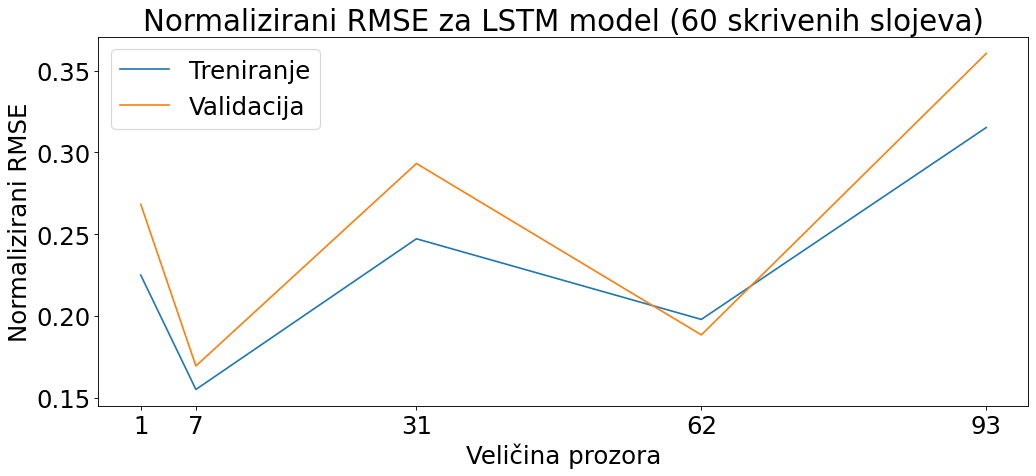 Normalizirani RMSE za LSTM model (60 skrivenih slojeva)
Treniranje
Validacija
Normalizirani RMSE
0.35
0.30
0.25
0.20
0.15
1 7 31 62 93
Veličina prozora